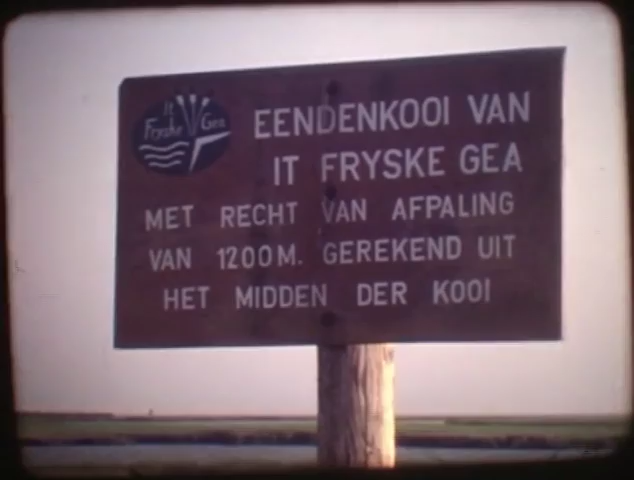 It
Fryske Gea
EENDENKOOI VAN
IT FRYSKE GEA
MET RECHT VAN AFPALING
VAN 1200M. GEREKEND UIT
HET MIDDEN DER KOOI